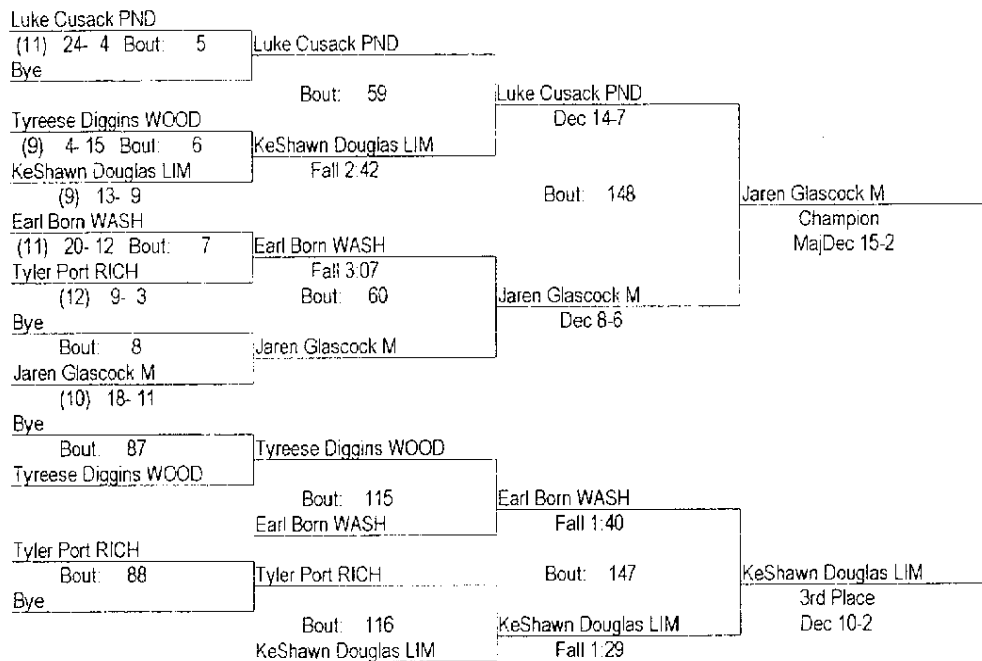 Luke Cusack PND
(11) 24- 4 Bout: 5
Bye
Luke Cusack PND
Bout: 59
Luke Cusack PND
Dec 14-7
Tyreese Diggins WOOD
(9) 4- 15 Bout: 6
KeShawn Douglas LIM
(9) 13- 9
KeShawn Douglas LIM
Fall 2:42
Bout: 148
Jaren Glascock M
Champion
MajDec 15-2
Earl Born WASH
(11) 20- 12 Bout: 7
Tyler Port RICH
(12) 9- 3
Earl Born WASH
Fall 3:07
Bout: 60
Jaren Glascock M
Dec 8-6
Bye
Bout: 8
Jaren Glascock M
(10) 18- 11
Jaren Glascock M
Bye
Bout: 87
Tyreese Diggins WOOD
Tyreese Diggins WOOD
Bout: 115
Earl Born WASH
Earl Born WASH
Fall 1:40
Tyler Port RICH
Bout: 88
Bye
Tyler Port RICH
Bout: 147
KeShawn Douglas LIM
3rd Place
Dec 10-2
Bout: 116
KeShawn Douglas LIM
KeShawn Douglas LIM
Fall 1:29